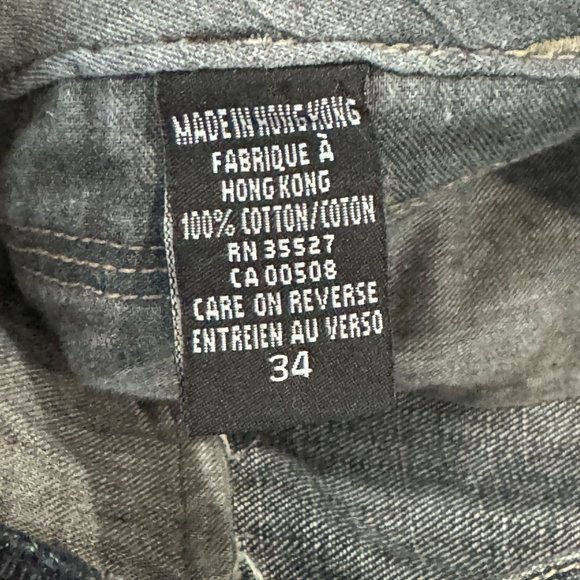 MADE IN HONG KONG
FABRIQUE À
HONG KONG
100% COTTON/COTON
RN 35527
CA 00508
CARE ON REVERSE
ENTREIEN AU VERSO
34